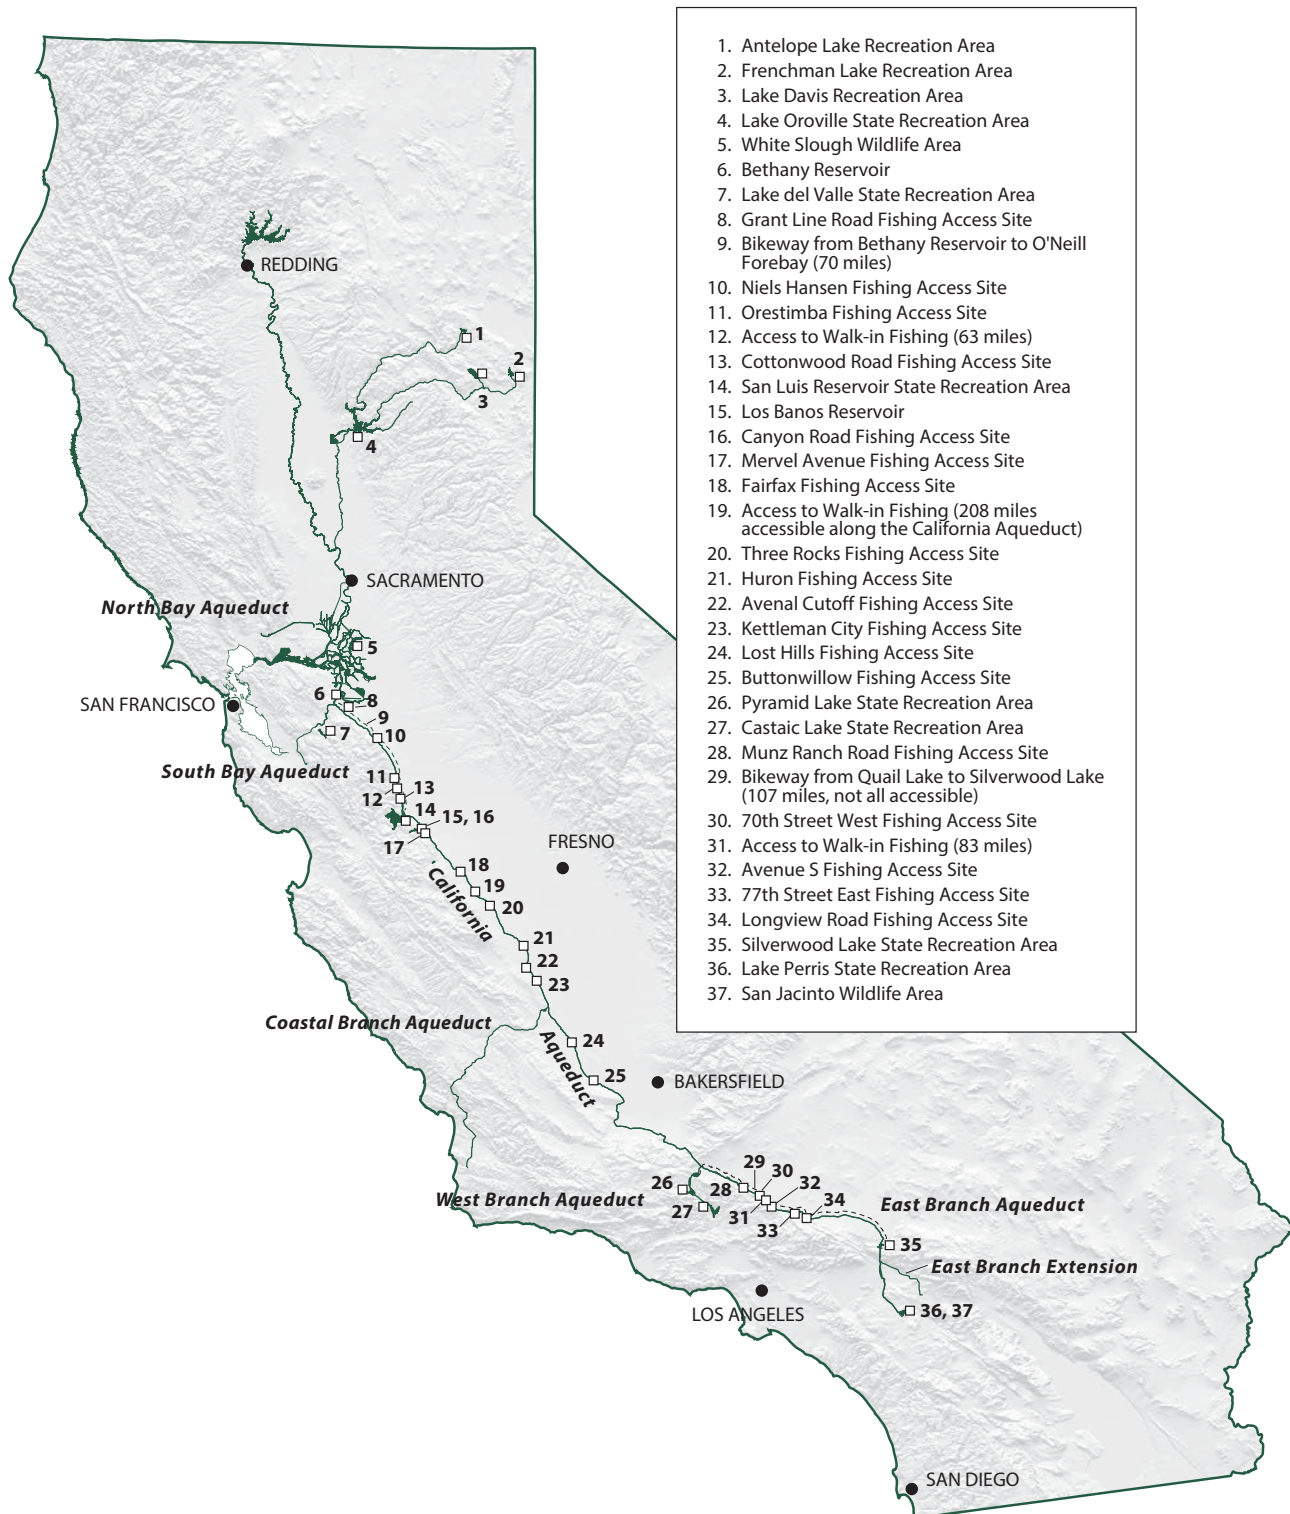 1. Antelope Lake Recreation Area
2. Frenchman Lake Recreation Area
3. Lake Davis Recreation Area
4. Lake Oroville State Recreation Area
5. White Slough Wildlife Area
6. Bethany Reservoir
7. Lake del Valle State Recreation Area
8. Grant Line Road Fishing Access Site
9. Bikeway from Bethany Reservoir to O'Neill
Forebay (70 miles)
10. Niels Hansen Fishing Access Site
11. Orestimba Fishing Access Site
12. Access to Walk-in Fishing (63 miles)
13. Cottonwood Road Fishing Access Site
14. San Luis Reservoir State Recreation Area
15. Los Banos Reservoir
16. Canyon Road Fishing Access Site
17. Mervel Avenue Fishing Access Site
18. Fairfax Fishing Access Site
19. Access to Walk-in Fishing (208 miles
accessible along the California Aqueduct)
20. Three Rocks Fishing Access Site
21. Huron Fishing Access Site
22. Avenal Cutoff Fishing Access Site
23. Kettleman City Fishing Access Site
24. Lost Hills Fishing Access Site
25. Buttonwillow Fishing Access Site
26. Pyramid Lake State Recreation Area
27. Castaic Lake State Recreation Area
28. Munz Ranch Road Fishing Access Site
29. Bikeway from Quail Lake to Silverwood Lake
(107 miles, not all accessible)
30. 70th Street West Fishing Access Site
31. Access to Walk-in Fishing (83 miles)
32. Avenue S Fishing Access Site
33. 77th Street East Fishing Access Site
34. Longview Road Fishing Access Site
35. Silverwood Lake State Recreation Area
36. Lake Perris State Recreation Area
37. San Jacinto Wildlife Area
REDDING
1
2
3
4
SACRAMENTO
North Bay Aqueduct
5
6
8
SAN FRANCISCO
9
7
10
South Bay Aqueduct
11
13
12
14
15, 16
17
FRESNO
18
California
19
20
21
22
23
Coastal Branch Aqueduct
Aqueduct
24
25
BAKERSFIELD
29
30
26
28
32
West Branch Aqueduct
27
31
34
33
East Branch Aqueduct
35
East Branch Extension
LOS ANGELES
36, 37
SAN DIEGO